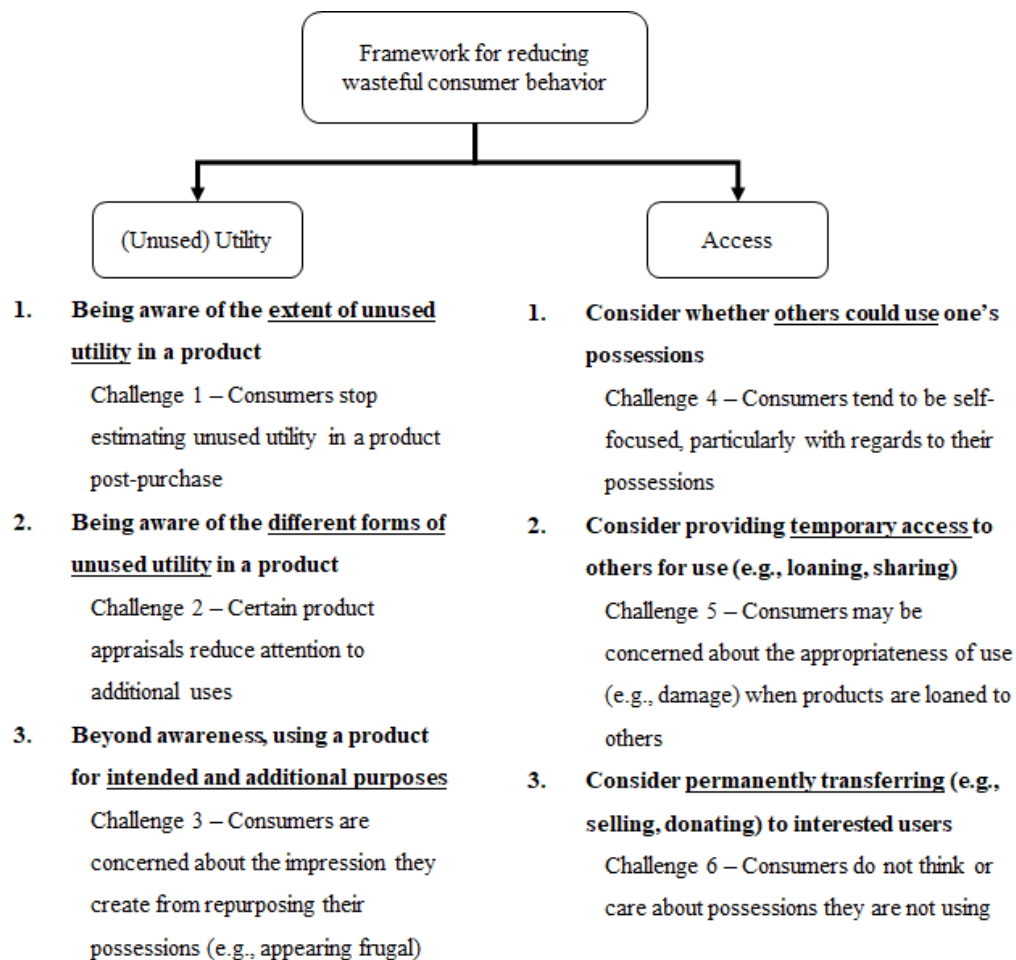 Framework for reducing
wasteful consumer behavior
(Unused) Utility
1. Being aware of the extent of unused
utility in a product
Challenge 1 – Consumers stop
estimating unused utility in a product
post-purchase
2. Being aware of the different forms of
unused utility in a product
Challenge 2 – Certain product
appraisals reduce attention to
additional uses
3. Beyond awareness, using a product
for intended and additional purposes
Challenge 3 – Consumers are
concerned about the impression they
create from repurposing their
possessions (e.g., appearing frugal)
Access
1. Consider whether others could use one's
possessions
Challenge 4 – Consumers tend to be self-
focused, particularly with regards to their
possessions
2. Consider providing temporary access to
others for use (e.g., loaning, sharing)
Challenge 5 – Consumers may be
concerned about the appropriateness of use
(e.g., damage) when products are loaned to
others
3. Consider permanently transferring (e.g.,
selling, donating) to interested users
Challenge 6 – Consumers do not think or
care about possessions they are not using